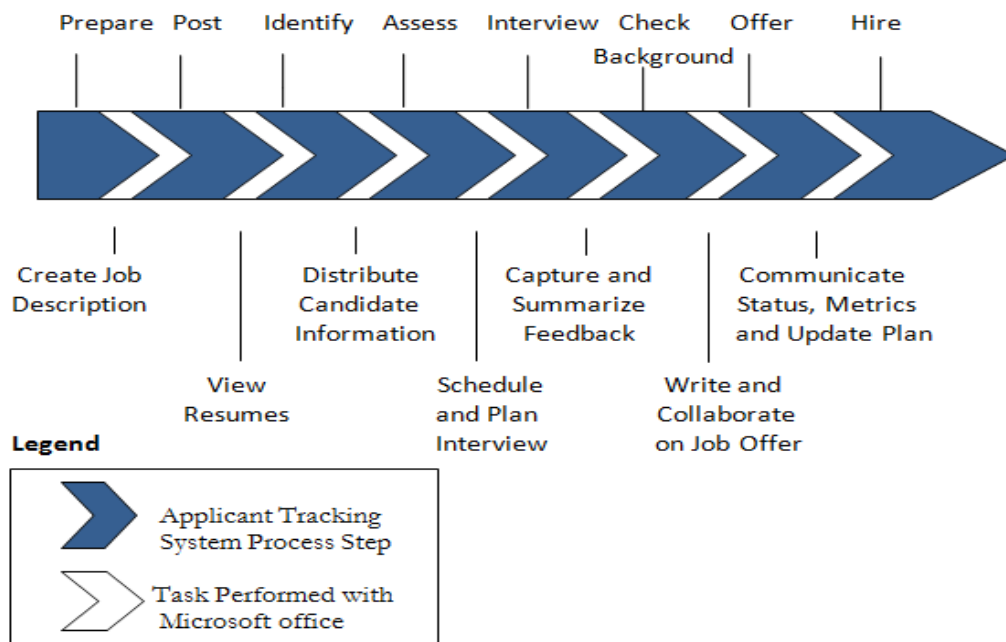 Prepare Post Identify Assess Interview Check Offer Hire
Background
Create Job
Description
Distribute
Candidate
Information
Capture and
Summarize
Feedback
Communicate
Status, Metrics
and Update Plan
View
Resumes
Schedule
and Plan
Interview
Write and
Collaborate
on Job Offer
Legend
Applicant Tracking
System Process Step
Task Performed with
Microsoft office